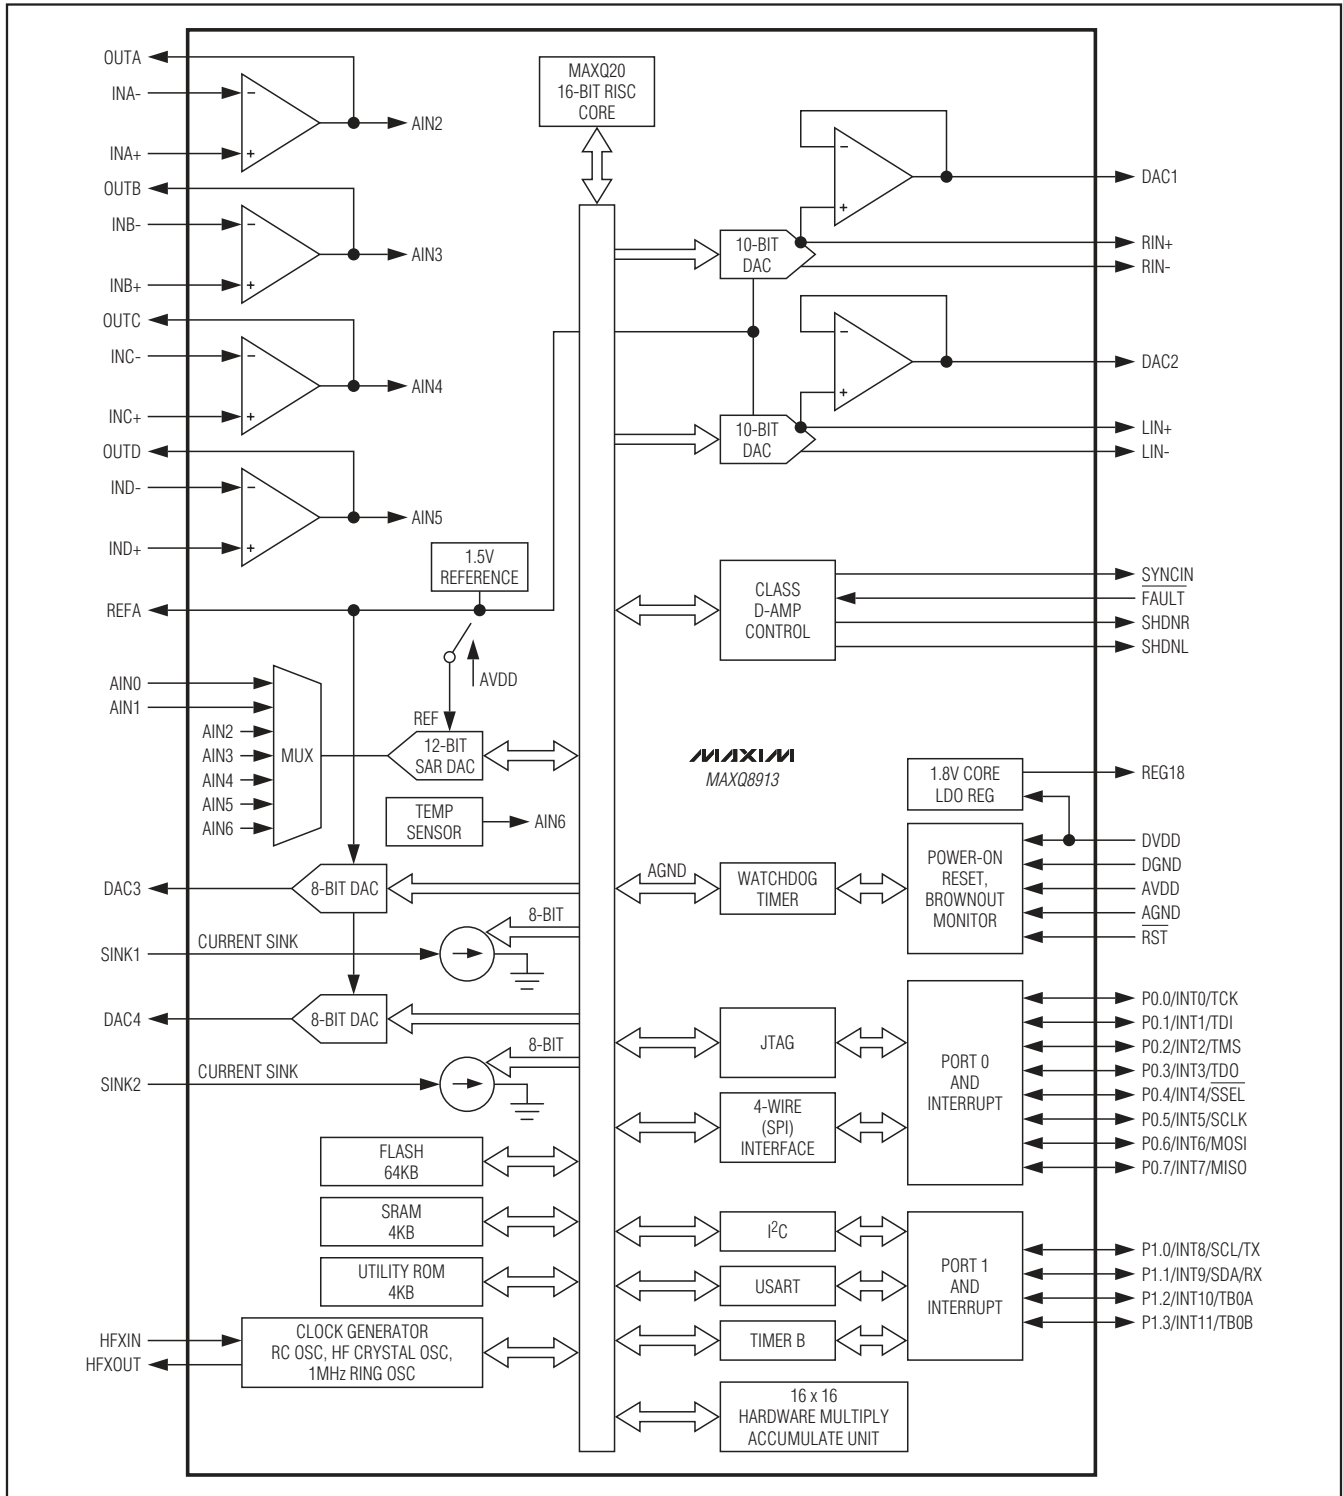 OUTA
INA-
INA+
-
+
AIN2
OUTB
INB-
INB+
-
+
AIN3
OUTC
INC-
INC+
-
+
AIN4
OUTD
IND-
IND+
-
+
AIN5
1.5V
REFERENCE
REFA
AVDD
AIN0
AIN1
AIN2
AIN3
AIN4
AIN5
AIN6
MUX
REF
12-BIT
SAR DAC
TEMP
SENSOR
AIN6
DAC3
8-BIT DAC
8-BIT
SINK1
CURRENT SINK
DAC4
8-BIT DAC
8-BIT
SINK2
CURRENT SINK
FLASH
64KB
SRAM
4KB
UTILITY ROM
4KB
HFXIN
HFXOUT
CLOCK GENERATOR
RC OSC, HF CRYSTAL OSC,
1MHz RING OSC
MAXQ20
16-BIT RISC
CORE
-
+
DAC1
10-BIT
DAC
RIN+
RIN-
-
+
DAC2
10-BIT
DAC
LIN+
LIN-
CLASS
D-AMP
CONTROL
SYNCIN
FAULT
SHDNR
SHDNL
MAXIM
MAXQ8913
1.8V CORE
LDO REG
REG18
AGND
WATCHDOG
TIMER
POWER-ON
RESET,
BROWNOUT
MONITOR
DVDD
DGND
AVDD
AGND
RST
JTAG
4-WIRE
(SPI)
INTERFACE
PORT 0
AND
INTERRUPT
P0.0/INT0/TCK
P0.1/INT1/TDI
P0.2/INT2/TMS
P0.3/INT3/TDO
P0.4/INT4/SSEL
P0.5/INT5/SCLK
P0.6/INT6/MOSI
P0.7/INT7/MISO
I²C
USART
TIMER B
PORT 1
AND
INTERRUPT
P1.0/INT8/SCL/TX
P1.1/INT9/SDA/RX
P1.2/INT10/TB0A
P1.3/INT11/TB0B
16 x 16
HARDWARE MULTIPLY
ACCUMULATE UNIT